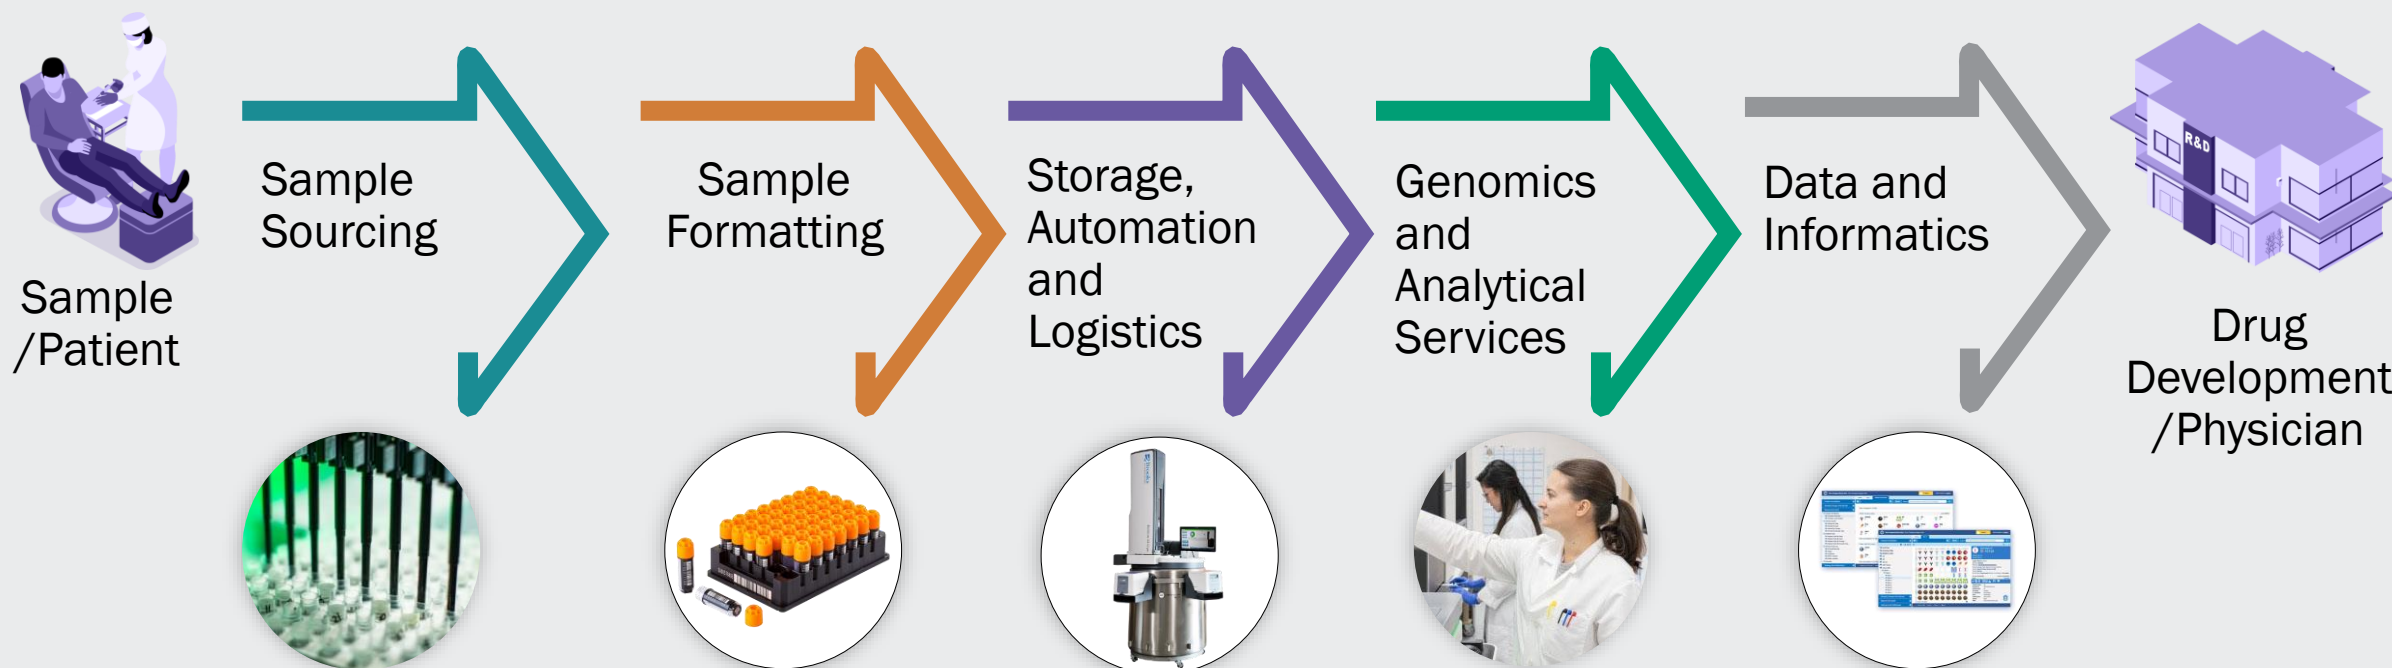 Sample
/Patient
Sample
Sourcing
Sample
Formatting
Storage,
Automation
and
Logistics
Genomics
and
Analytical
Services
Data and
Informatics
R&D
Drug
Development
/Physician